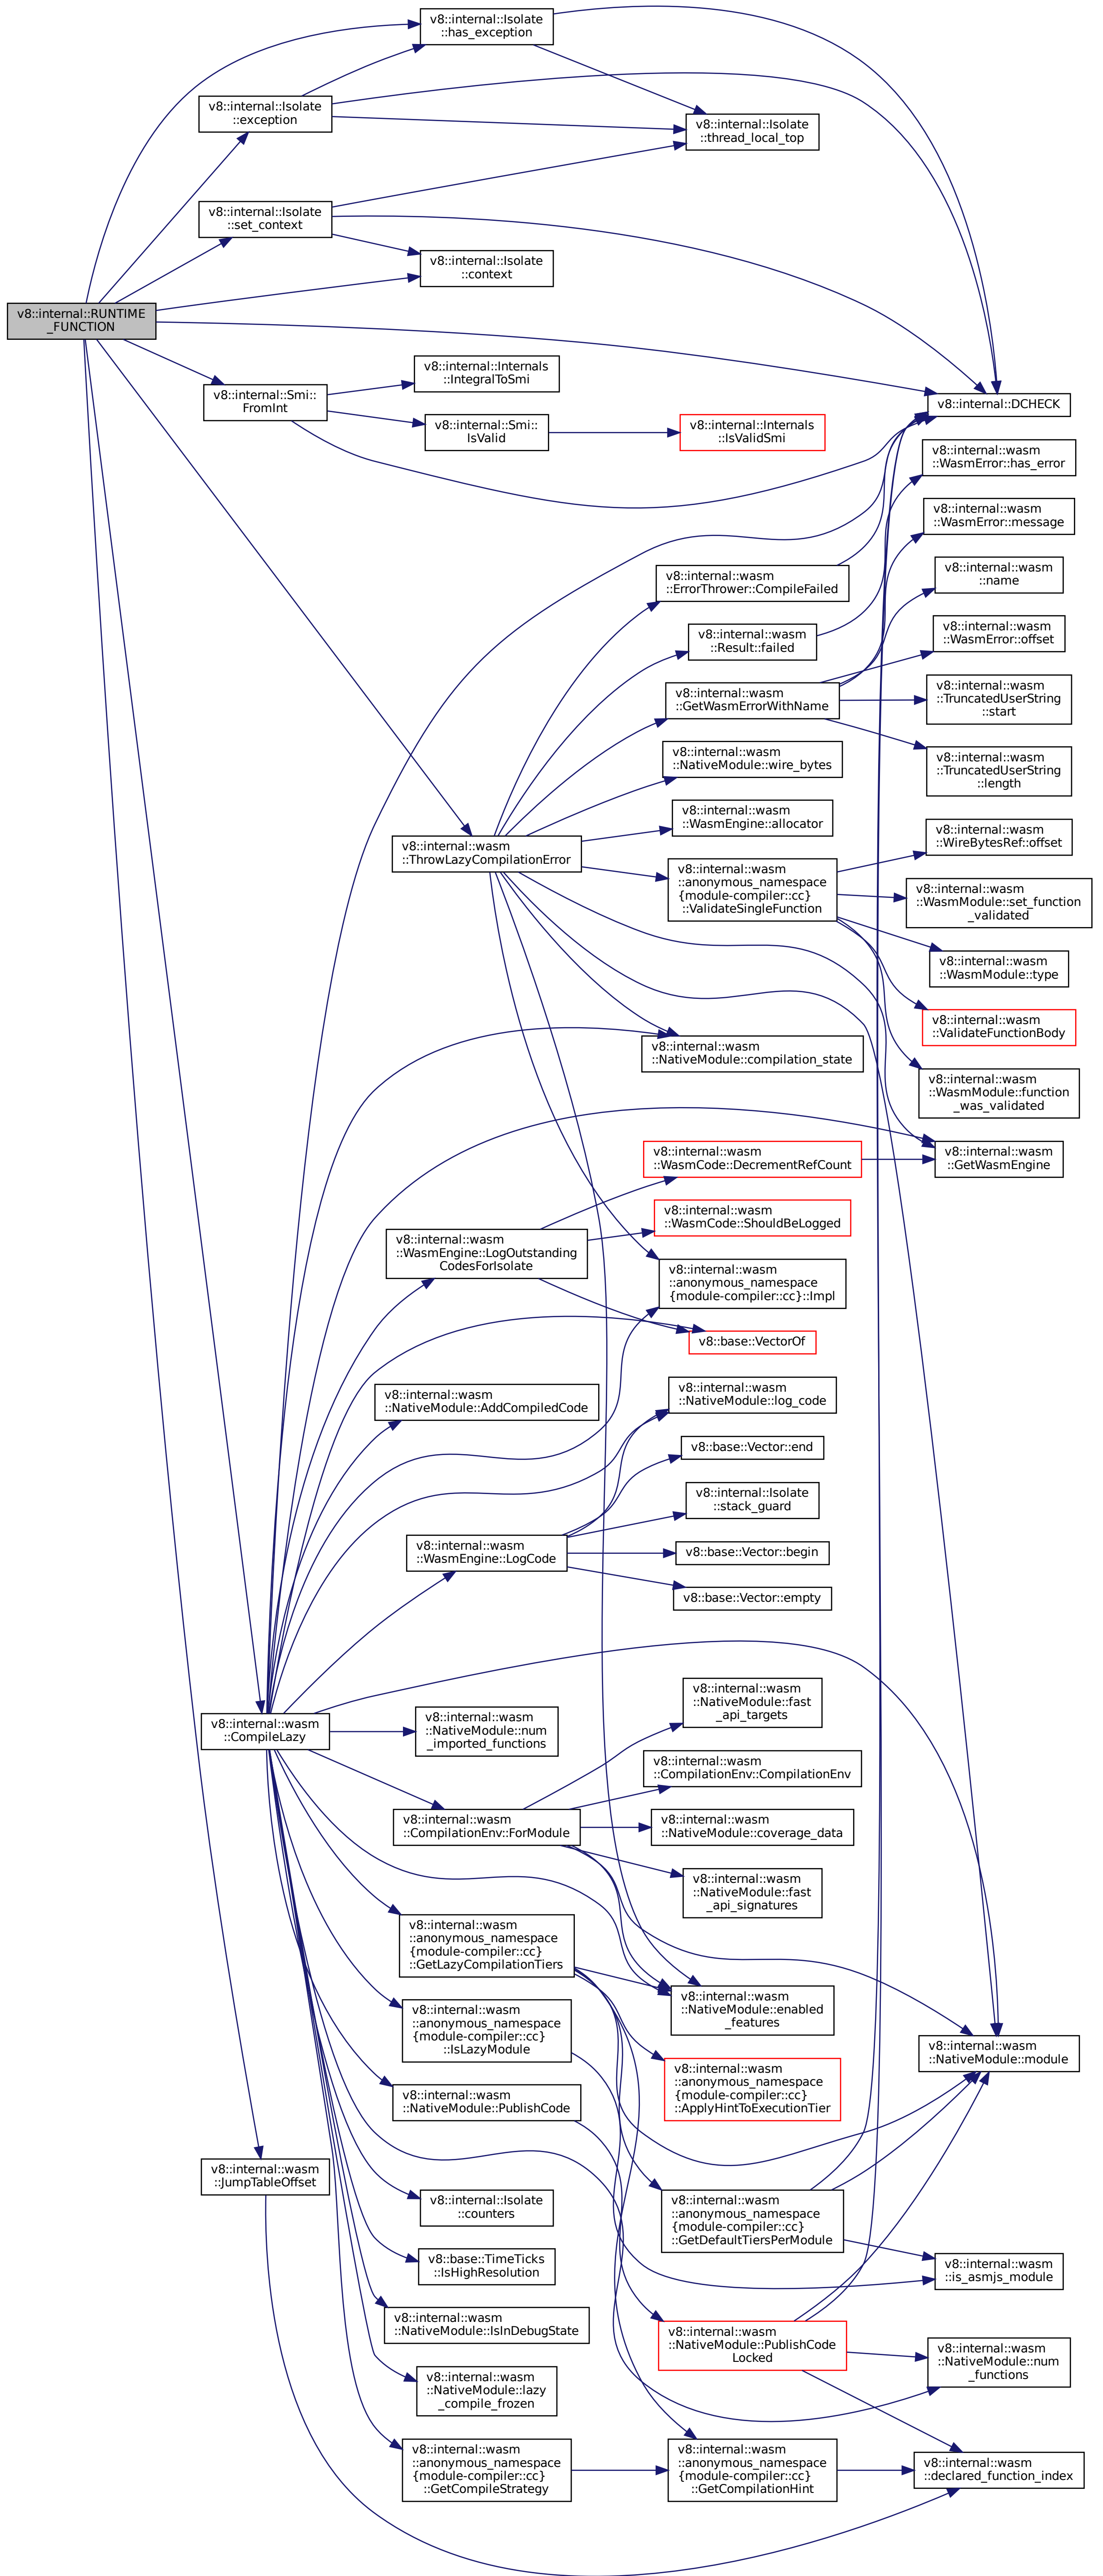 v8::internal::Isolate
::has_exception
v8::internal::Isolate
::exception
v8::internal::Isolate
::thread_local_top
v8::internal::Isolate
::set_context
v8::internal::Isolate
::context
v8::internal::RUNTIME
_FUNCTION
v8::internal::Internals
::IntegralToSmi
v8::internal::Smi::
FromInt
v8::internal::DCHECK
v8::internal::Smi::
IsValid
v8::internal::Internals
::IsValidSmi
v8::internal::wasm
::WasmError::has_error
v8::internal::wasm
::WasmError::message
v8::internal::wasm
::ErrorThrower::CompileFailed
v8::internal::wasm
::name
v8::internal::wasm
::Result::failed
v8::internal::wasm
::WasmError::offset
v8::internal::wasm
::GetWasmErrorWithName
v8::internal::wasm
::TruncatedUserString
::start
v8::internal::wasm
::NativeModule::wire_bytes
v8::internal::wasm
::TruncatedUserString
::length
v8::internal::wasm
::WasmEngine::allocator
v8::internal::wasm
::WireBytesRef::offset
v8::internal::wasm
::ThrowLazyCompilationError
v8::internal::wasm
::anonymous_namespace
{module-compiler::cc}
::ValidateSingleFunction
v8::internal::wasm
::WasmModule::set_function
_validated
v8::internal::wasm
::WasmModule::type
v8::internal::wasm
::ValidateFunctionBody
v8::internal::wasm
::NativeModule::compilation_state
v8::internal::wasm
::WasmModule::function
_was_validated
v8::internal::wasm
::WasmCode::DecrementRefCount
v8::internal::wasm
::GetWasmEngine
v8::internal::wasm
::WasmCode::ShouldBeLogged
v8::internal::wasm
::WasmEngine::LogOutstanding
CodesForIsolate
v8::internal::wasm
::anonymous_namespace
{module-compiler::cc}::Impl
v8::base::VectorOf
v8::internal::wasm
::NativeModule::AddCompiledCode
v8::internal::wasm
::NativeModule::log_code
v8::base::Vector::end
v8::internal::Isolate
::stack_guard
v8::internal::wasm
::WasmEngine::LogCode
v8::base::Vector::begin
v8::base::Vector::empty
v8::internal::wasm
::NativeModule::fast
_api_targets
v8::internal::wasm
::CompileLazy
v8::internal::wasm
::NativeModule::num
_imported_functions
v8::internal::wasm
::CompilationEnv::CompilationEnv
v8::internal::wasm
::CompilationEnv::ForModule
v8::internal::wasm
::NativeModule::coverage_data
v8::internal::wasm
::NativeModule::fast
_api_signatures
v8::internal::wasm
::anonymous_namespace
{module-compiler::cc}
::GetLazyCompilationTiers
v8::internal::wasm
::NativeModule::enabled
_features
v8::internal::wasm
::anonymous_namespace
{module-compiler::cc}
::IsLazyModule
v8::internal::wasm
::NativeModule::module
v8::internal::wasm
::anonymous_namespace
{module-compiler::cc}
::ApplyHintToExecutionTier
v8::internal::wasm
::NativeModule::PublishCode
v8::internal::wasm
::JumpTableOffset
v8::internal::Isolate
::counters
v8::internal::wasm
::anonymous_namespace
{module-compiler::cc}
::GetDefaultTiersPerModule
v8::base::TimeTicks
::IsHighResolution
v8::internal::wasm
::is_asmjs_module
v8::internal::wasm
::NativeModule::IsInDebugState
v8::internal::wasm
::NativeModule::PublishCode
Locked
v8::internal::wasm
::NativeModule::num
_functions
v8::internal::wasm
::NativeModule::lazy
_compile_frozen
v8::internal::wasm
::anonymous_namespace
{module-compiler::cc}
::GetCompileStrategy
v8::internal::wasm
::anonymous_namespace
{module-compiler::cc}
::GetCompilationHint
v8::internal::wasm
::declared_function_index